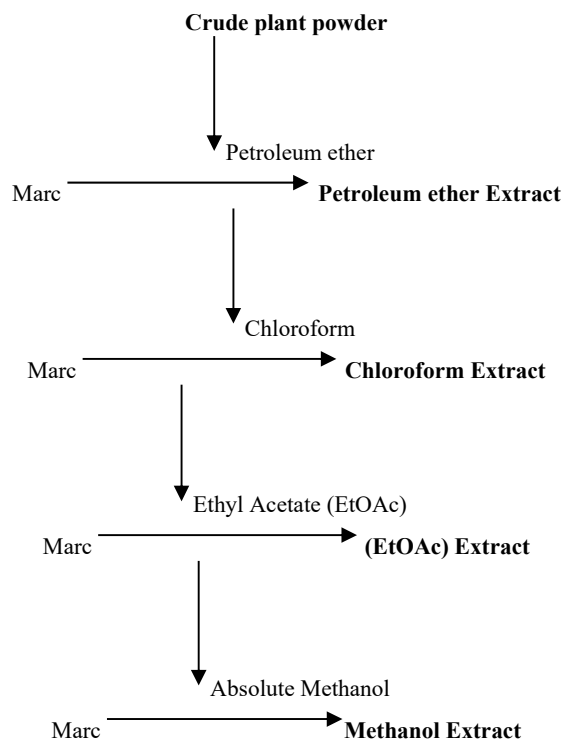 Crude plant powder
Petroleum ether
Marc Petroleum ether Extract
Chloroform
Marc Chloroform Extract
Ethyl Acetate (EtOAc)
Marc (EtOAc) Extract
Absolute Methanol
Marc Methanol Extract